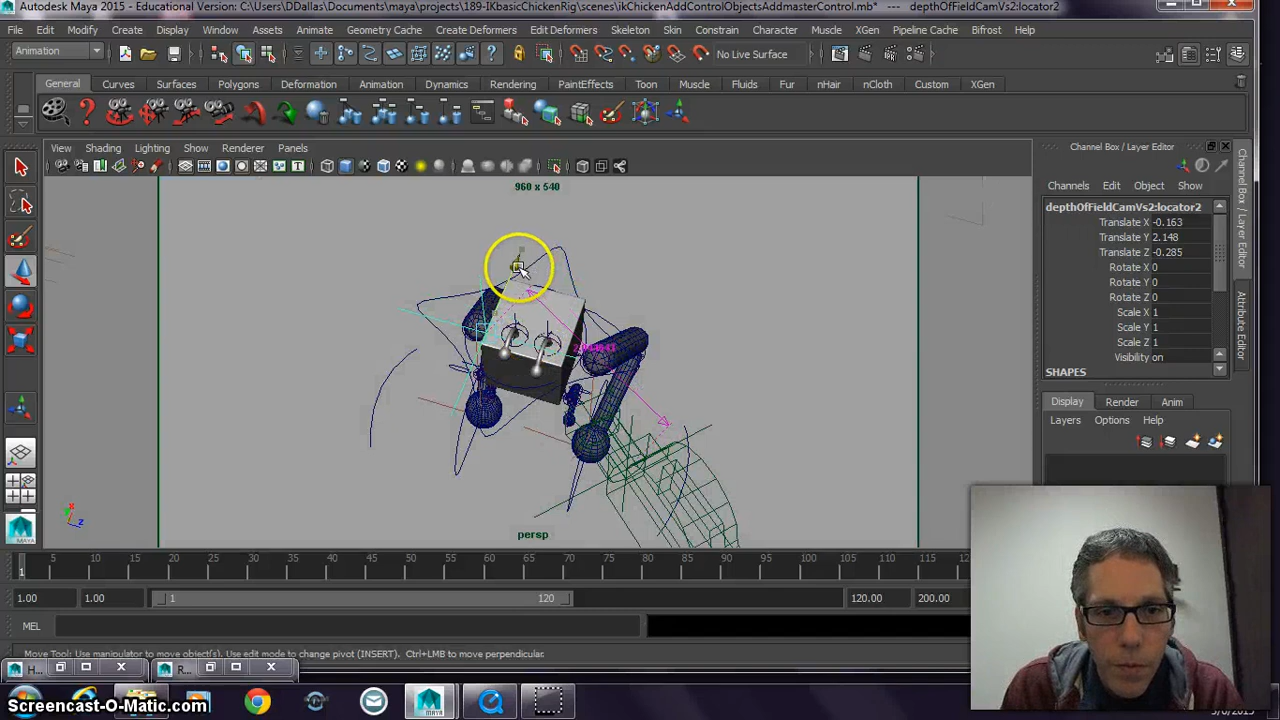 Autodesk Maya 2015 - Educational Version: C:\Users\DDallas\Documents\maya\projects\189-IKbasicChickenRig\scenes\ikChickenAddControlObjectsAddmasterControl.mb* --- depthOfFieldCamVs2:locator2
File Edit Modify Create Display Window Assets Animate Geometry Cache Create Deformers Edit Deformers Skeleton Skin Constrain Character Muscle XGen Pipeline Cache Bifrost Help
Animation
No Live Surface
General Curves Surfaces Polygons Deformation Animation Dynamics Rendering PaintEffects Toon Muscle Fluids Fur nHair nCloth Custom XGen
View Shading Lighting Show Renderer Panels
Channel Box / Layer Editor
960 x 540
Channels Edit Object Show
depthOfFieldCamVs2:locator2
Translate X -0.163
Translate Y 2.148
Translate Z -0.285
Rotate X 0
Rotate Y 0
Rotate Z 0
Scale X 1
Scale Y 1
Scale Z 1
Visibility on
SHAPES
Display Render Anim
Layers Options Help
Channel Box / Layer Editor
Attribute Editor
persp
x
z
1 5 10 15 20 25 30 35 40 45 50 55 60 65 70 75 80 85 90 95 100 105 110 115 12
1.00 1.00 1 120 120.00 200.00
MEL
Move Tool: Use manipulator to move object(s). Use edit mode to change pivot (INSERT). Ctrl+LMB to move perpendicular.
H... R...
Screencast-O-Matic.com